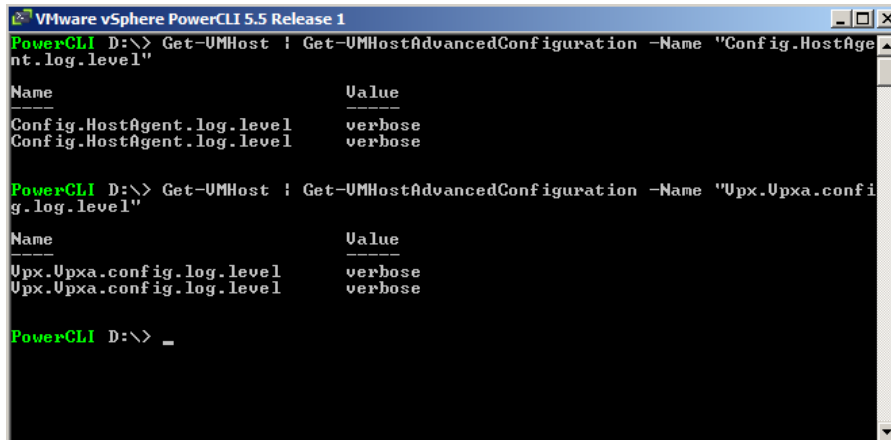 VMware vSphere PowerCLI 5.5 Release 1
PowerCLI D:\> Get-VMHost | Get-VMHostAdvancedConfiguration -Name "Config.HostAge
nt.log.level"
Name Value
---- -----
Config.HostAgent.log.level verbose
Config.HostAgent.log.level verbose
PowerCLI D:\> Get-VMHost | Get-VMHostAdvancedConfiguration -Name "Vpx.Vpxa.confi
g.log.level"
Name Value
---- -----
Vpx.Vpxa.config.log.level verbose
Vpx.Vpxa.config.log.level verbose
PowerCLI D:\> _